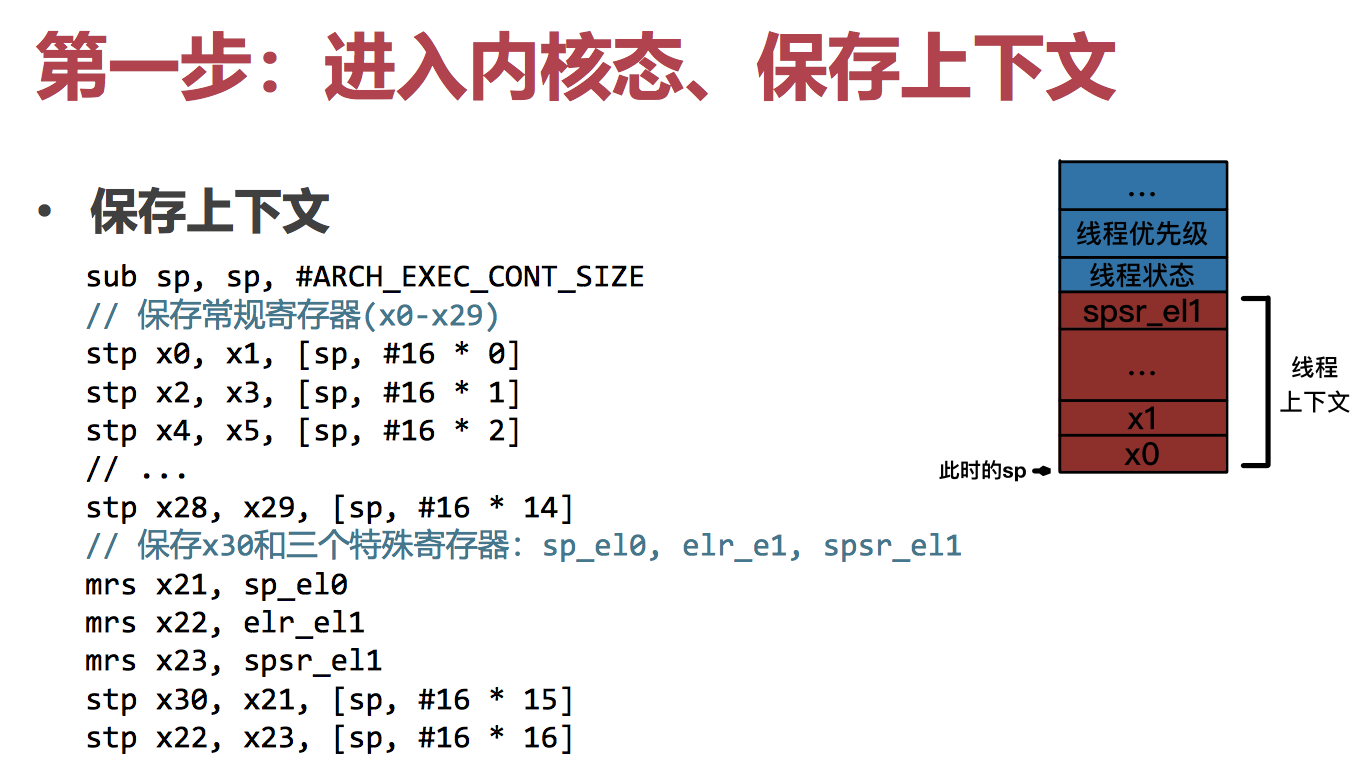 第一步：进入内核态、保存上下文
• 保存上下文
sub sp, sp, #ARCH_EXEC_CONT_SIZE
// 保存常规寄存器(x0-x29)
stp x0, x1, [sp, #16 * 0]
stp x2, x3, [sp, #16 * 1]
stp x4, x5, [sp, #16 * 2]
// ...
stp x28, x29, [sp, #16 * 14]
// 保存x30和三个特殊寄存器：sp_el0, elr_e1, spsr_el1
mrs x21, sp_el0
mrs x22, elr_el1
mrs x23, spsr_el1
stp x30, x21, [sp, #16 * 15]
stp x22, x23, [sp, #16 * 16]
...
线程优先级
线程状态
spsr_el1
...
x1
x0
此时的sp
线程
上下文